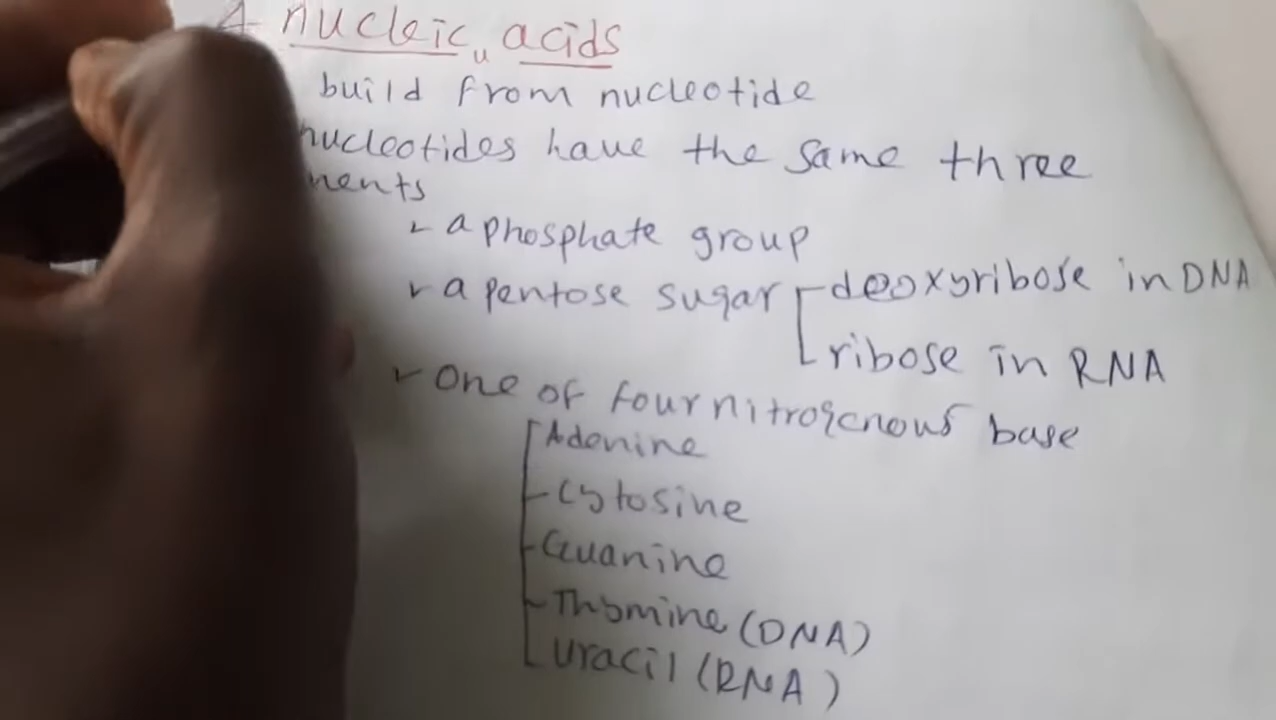 4 nucleic acids
build from nucleotide
nucleotides have the same three
nents
a phosphate group
a pentose sugar deoxyribose in DNA
ribose in RNA
One of four nitrogenous base
Adenine
Cytosine
Guanine
Thymine (DNA)
Uracil (RNA)